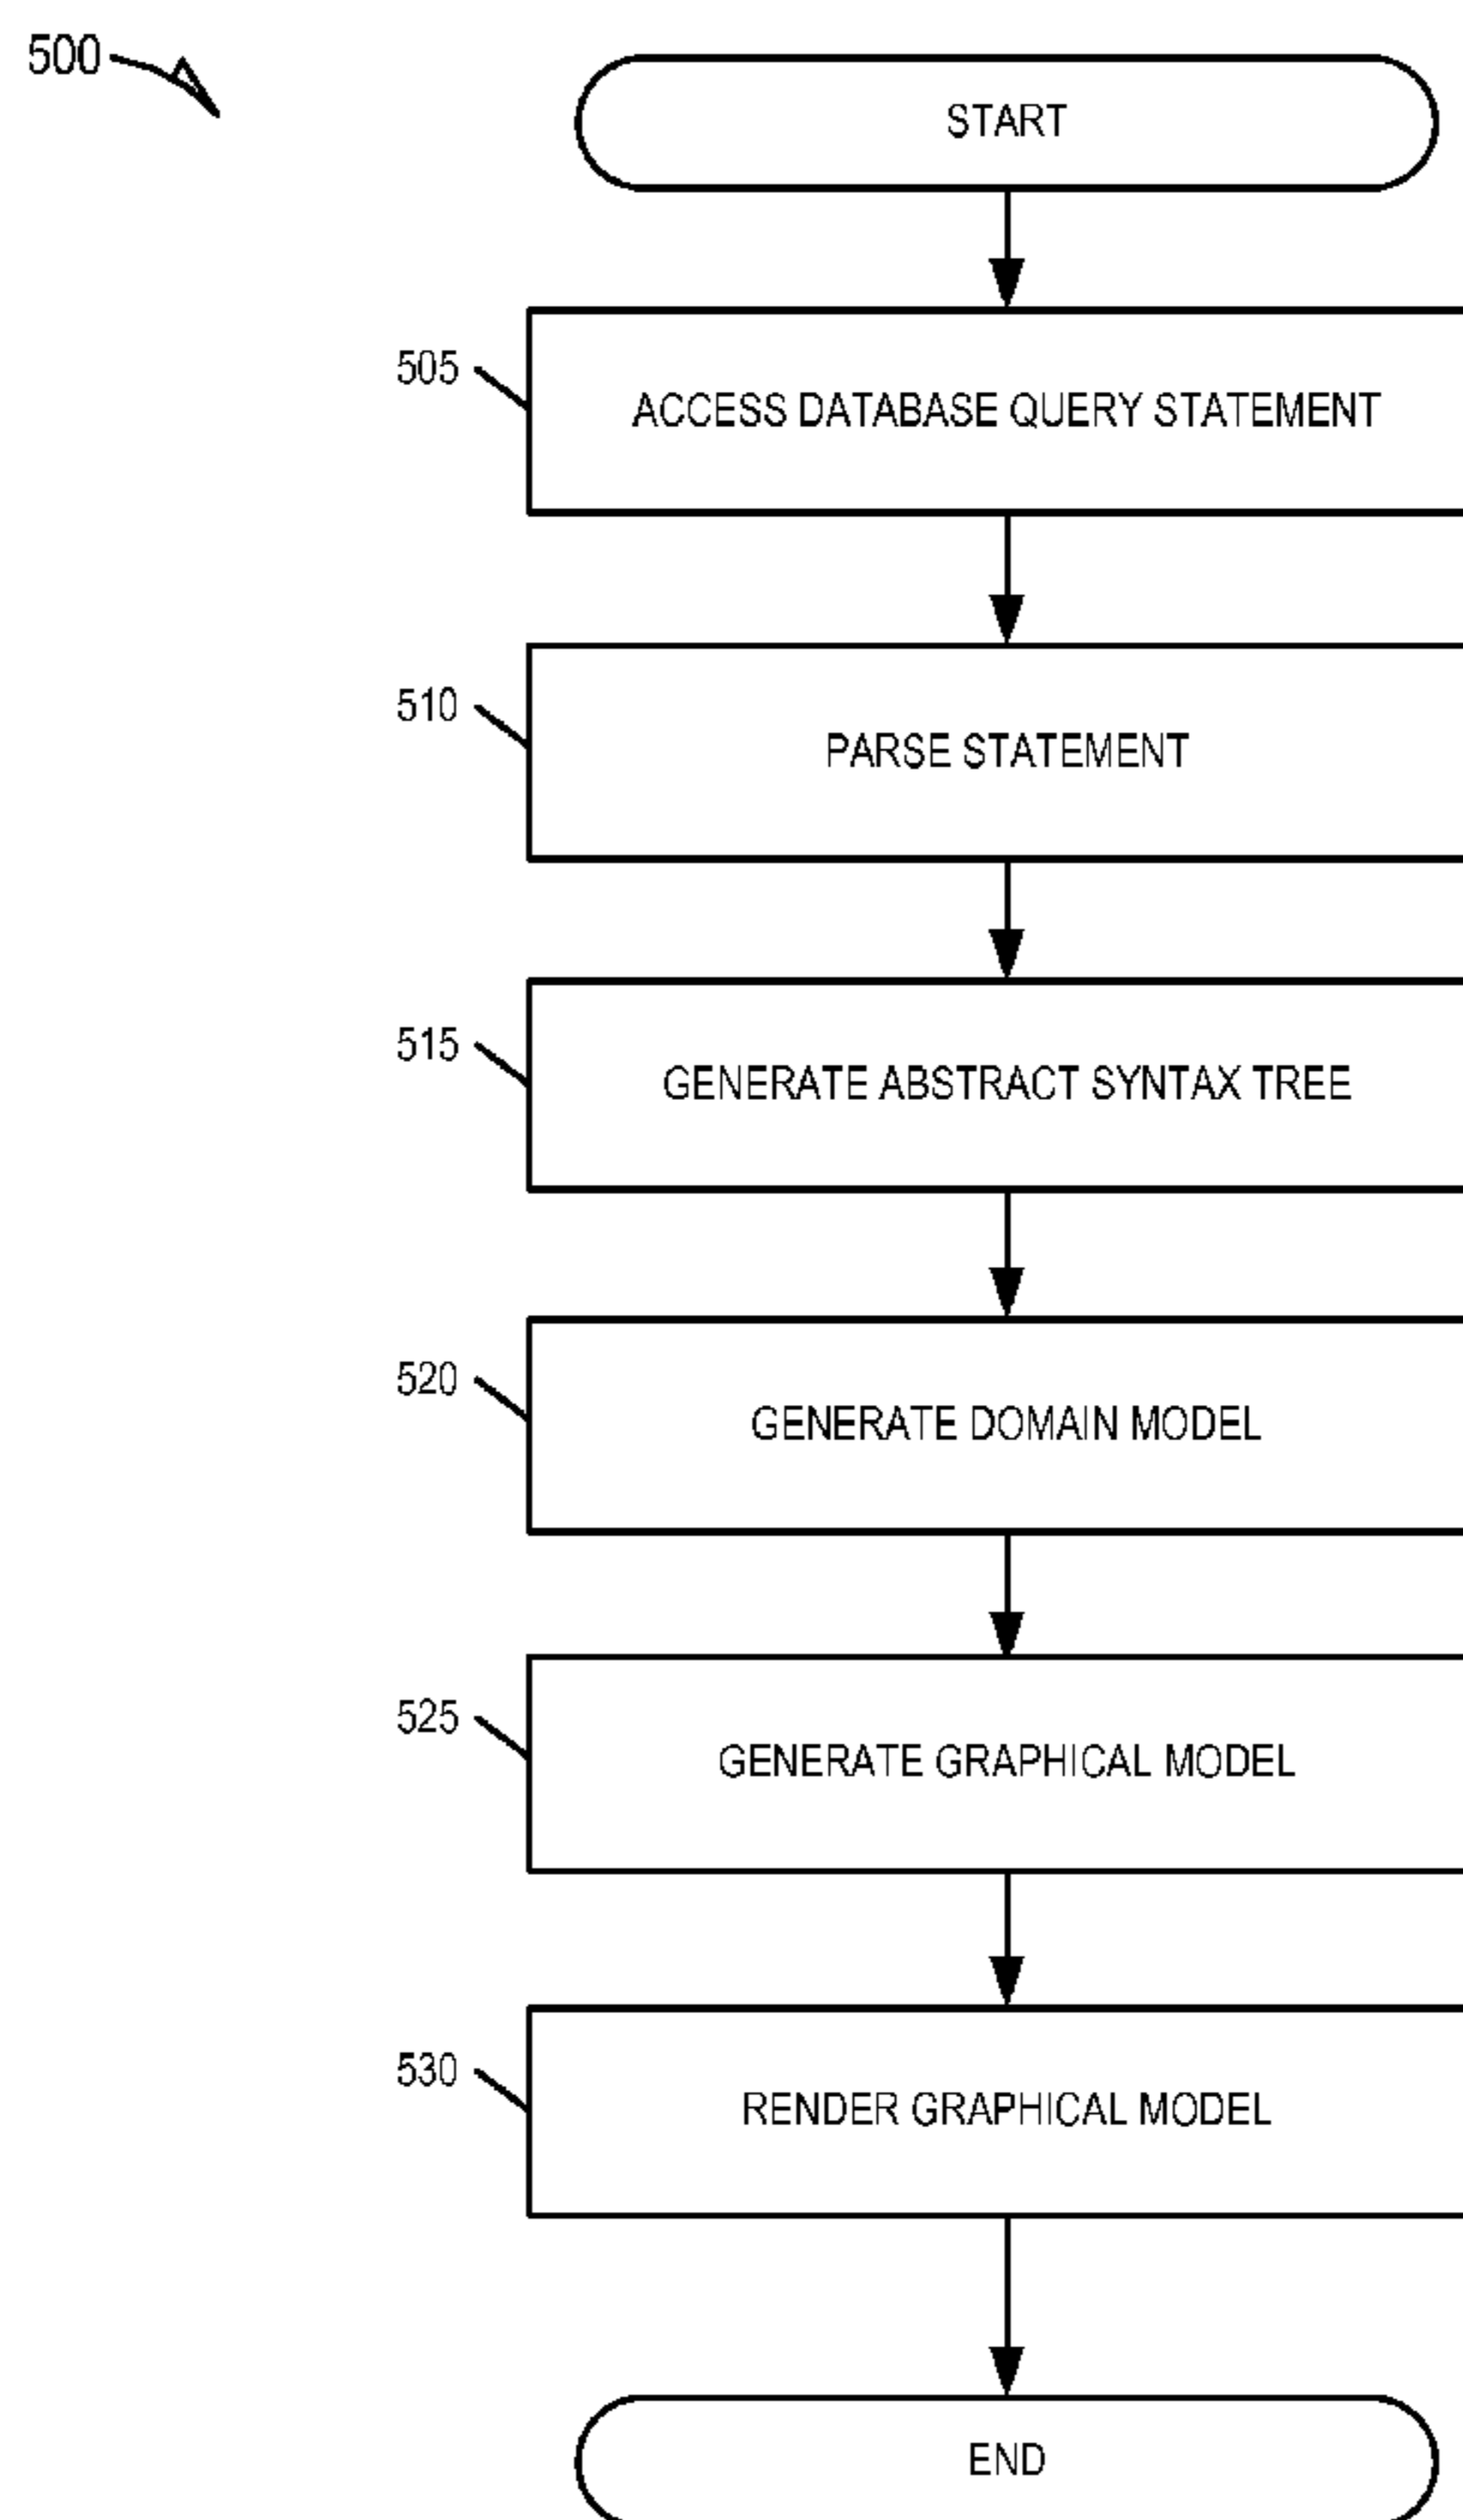 500
START
505
ACCESS DATABASE QUERY STATEMENT
510
PARSE STATEMENT
515
GENERATE ABSTRACT SYNTAX TREE
520
GENERATE DOMAIN MODEL
525
GENERATE GRAPHICAL MODEL
530
RENDER GRAPHICAL MODEL
END